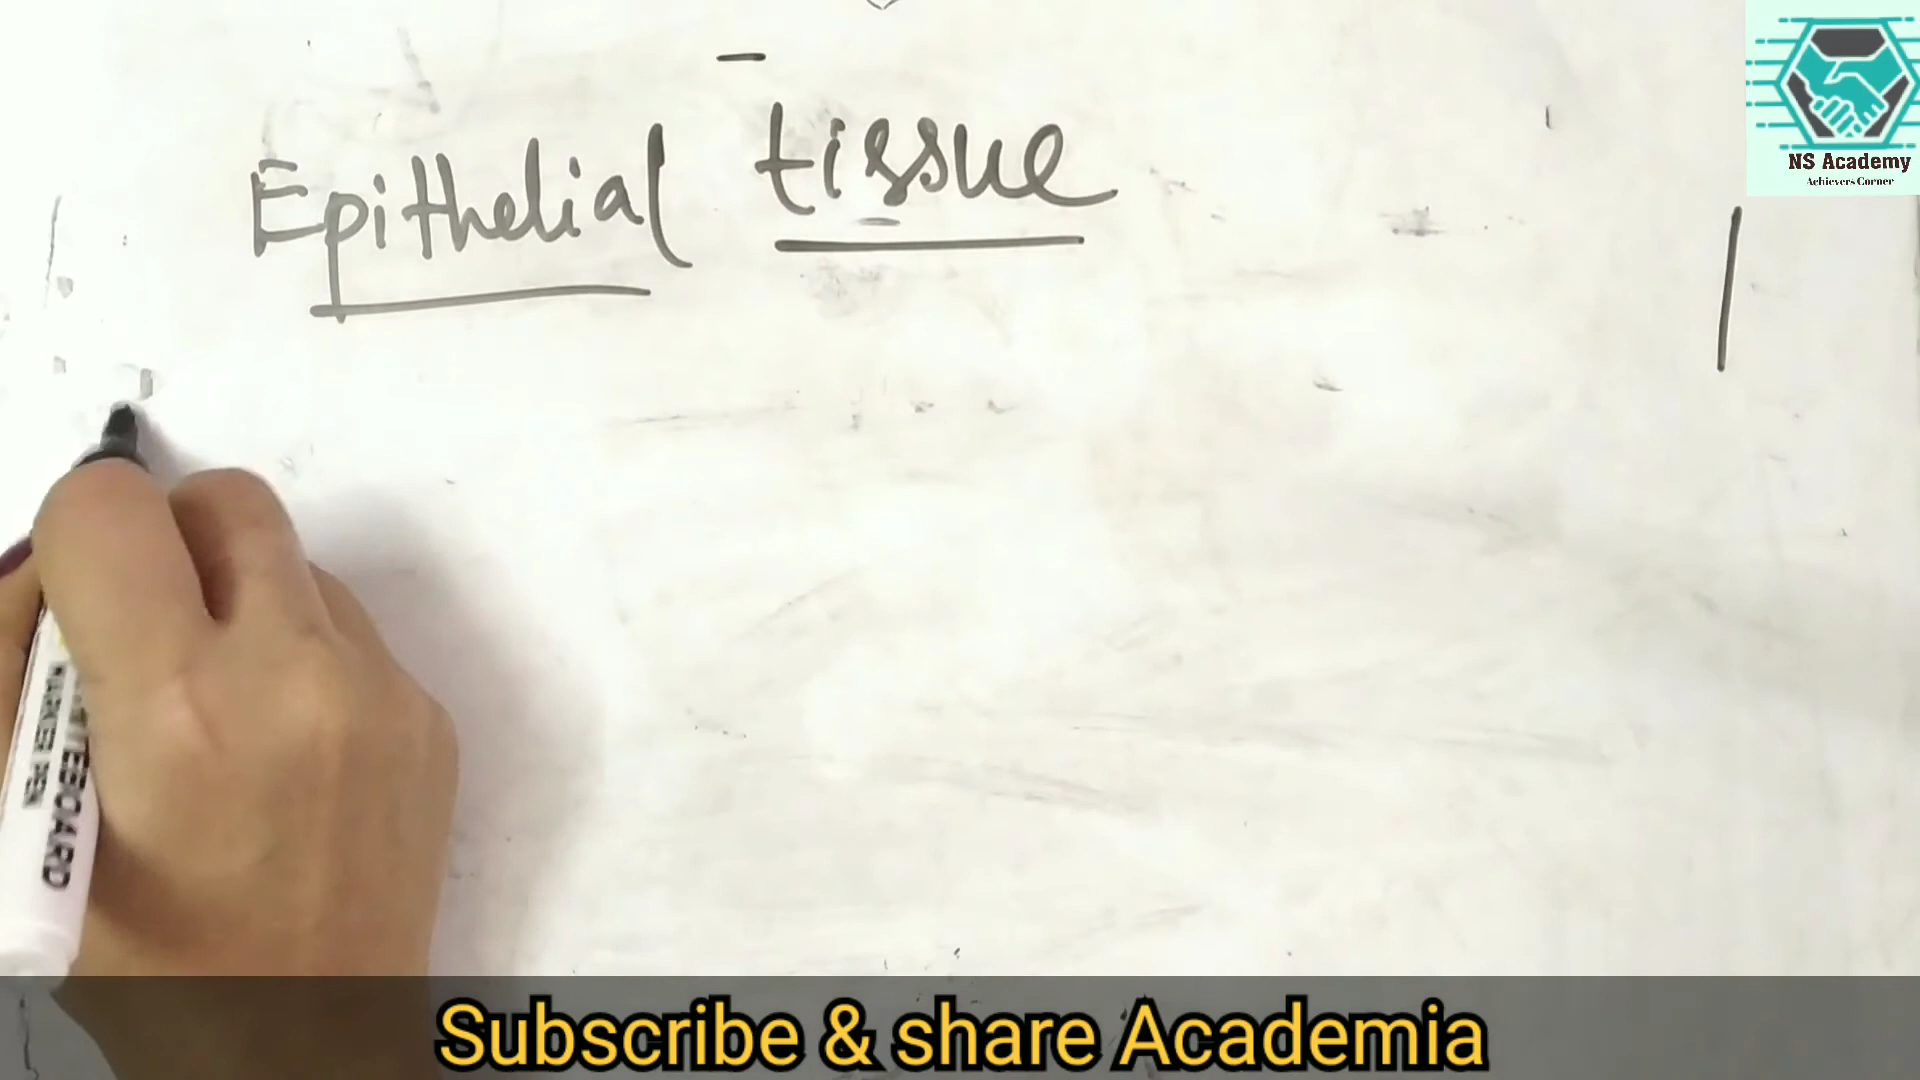 Epithelial tissue
NS Academy
Achievers Corner
WHITEBOARD
MARKER PEN
Subscribe & share Academia